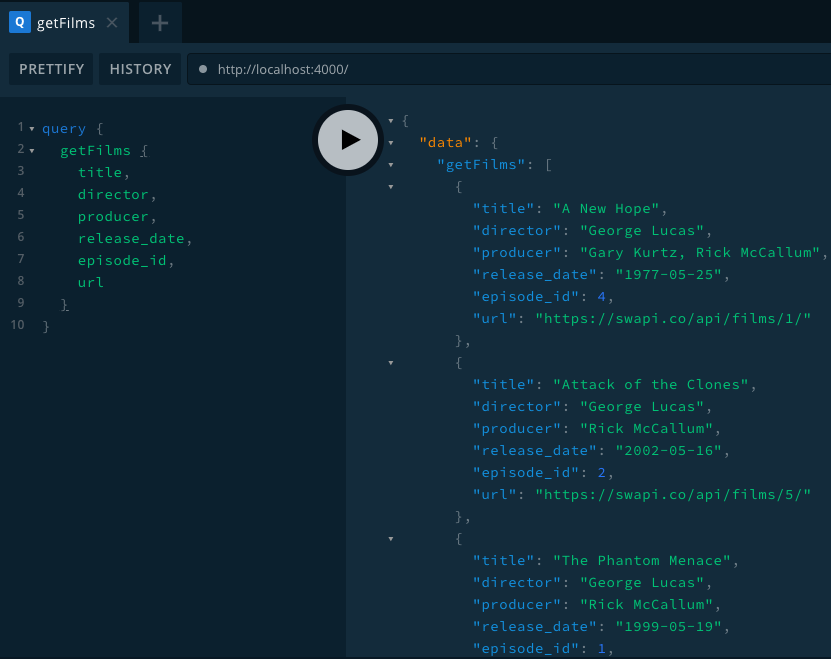 Q getFilms
PRETTIFY HISTORY http://localhost:4000/
1 query {
2 getFilms {
3 title,
4 director,
5 producer,
6 release_date,
7 episode_id,
8 url
9 }
10 }
{
"data": {
"getFilms": [
{
"title": "A New Hope",
"director": "George Lucas",
"producer": "Gary Kurtz, Rick McCallum",
"release_date": "1977-05-25",
"episode_id": 4,
"url": "https://swapi.co/api/films/1/"
},
{
"title": "Attack of the Clones",
"director": "George Lucas",
"producer": "Rick McCallum",
"release_date": "2002-05-16",
"episode_id": 2,
"url": "https://swapi.co/api/films/5/"
},
{
"title": "The Phantom Menace",
"director": "George Lucas",
"producer": "Rick McCallum",
"release_date": "1999-05-19",
"episode_id": 1,